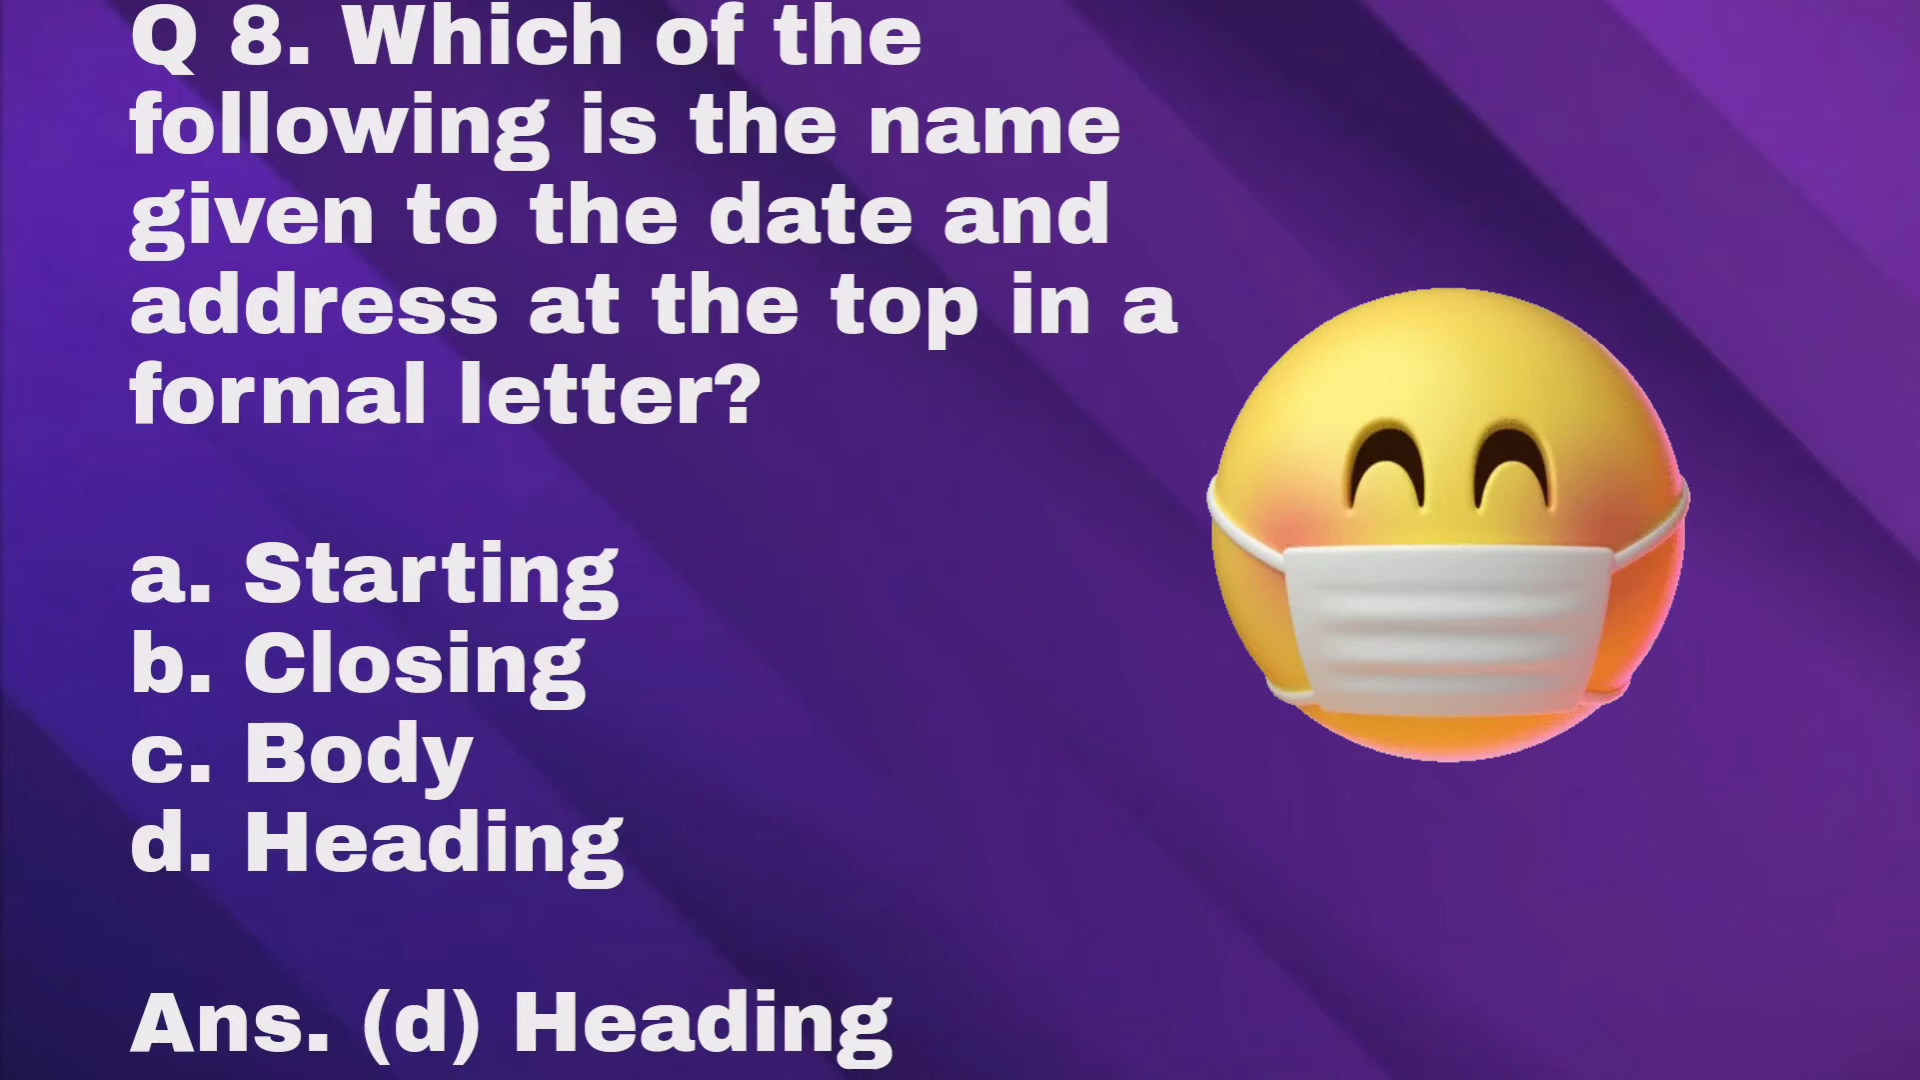 Q 8. Which of the
following is the name
given to the date and
address at the top in a
formal letter?
a. Starting
b. Closing
c. Body
d. Heading
Ans. (d) Heading